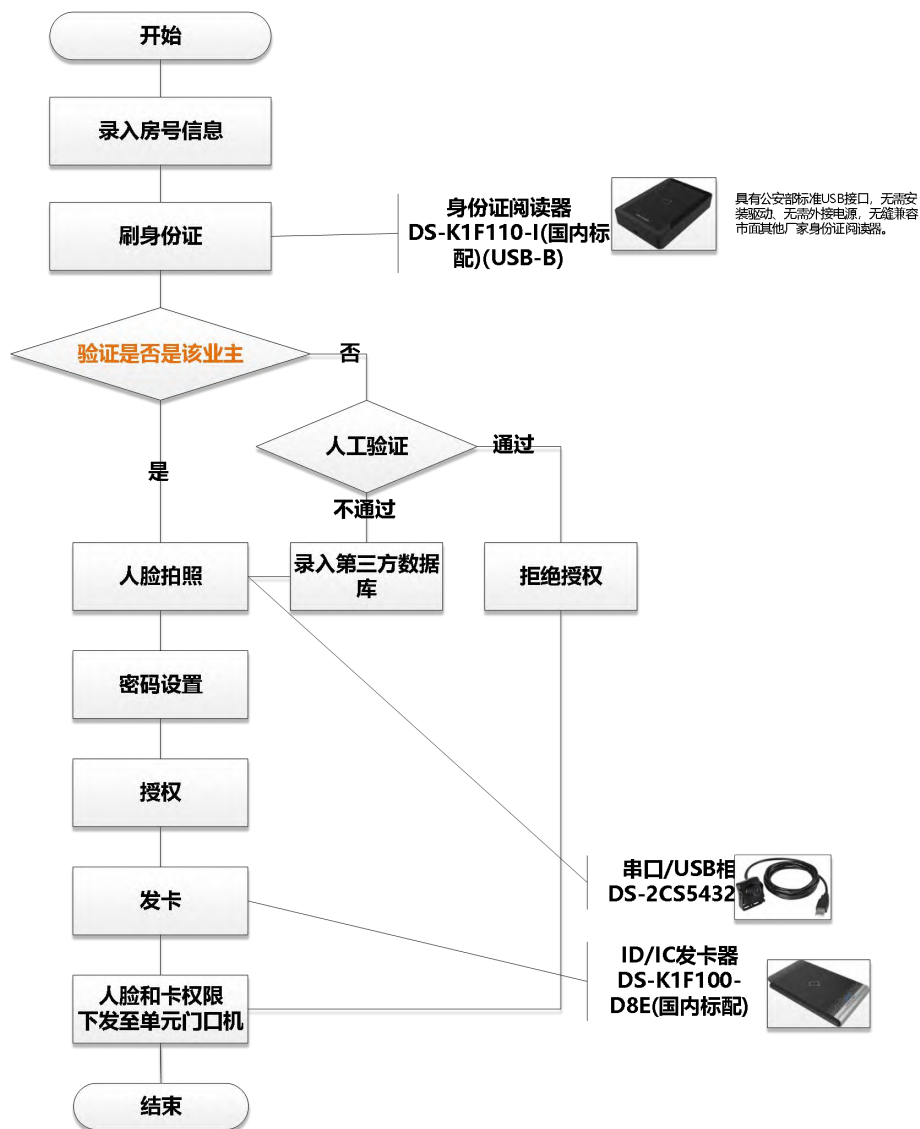 开始
录入房号信息
刷身份证
身份证阅读器
DS-K1F110-I(国内标
配)(USB-B)
具有公安部标准USB接口，无需安
装驱动、无需外接电源，无缝兼容
市面其他厂家身份证阅读器。
验证是否是该业主
否
人工验证
通过
是
不通过
人脸拍照
录入第三方数据
库
拒绝授权
密码设置
授权
串口/USB相
DS-2CS5432
发卡
ID/IC发卡器
DS-K1F100-
D8E(国内标配)
人脸和卡权限
下发至单元门口机
结束